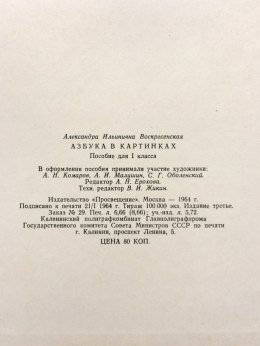 Александра Ильинична Воскресенская
АЗБУКА В КАРТИНКАХ
Пособие для I класса
В оформлении пособия принимали участие художники:
А. Н. Комаров, А. И. Малушин, С. Г. Оболенский.
Редактор А. П. Ерохова.
Техн. редактор В. И. Жикин.
Издательство «Просвещение». Москва — 1964 г.
Подписано к печати 21/I 1964 г. Тираж 100 000 экз. Издание третье.
Заказ № 29. Печ. л. 6,66 (8,66); уч.-изд. л. 5,72.
Калининский полиграфкомбинат Главполиграфпрома
Государственного комитета Совета Министров СССР по печати
г. Калинин, проспект Ленина, 5.
ЦЕНА 80 КОП.